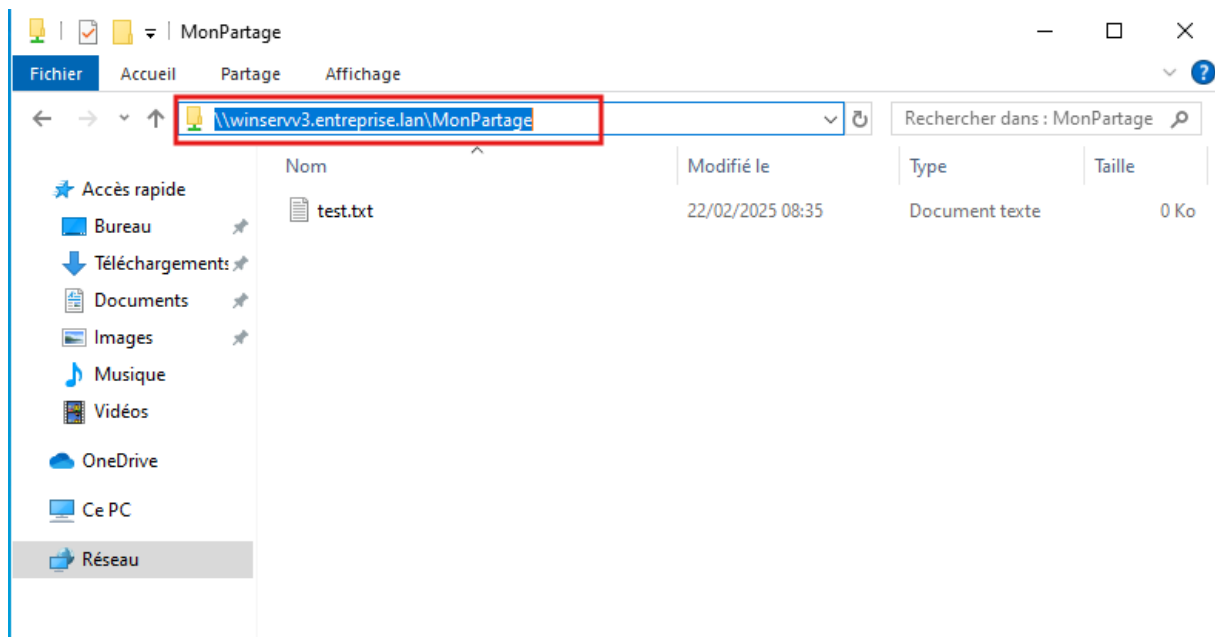 MonPartage
Fichier Accueil Partage Affichage
\\winservv3.entreprise.lan\MonPartage Rechercher dans : MonPartage
Nom Modifié le Type Taille
test.txt 22/02/2025 08:35 Document texte 0 Ko
Accès rapide
Bureau
Téléchargements
Documents
Images
Musique
Vidéos
OneDrive
Ce PC
Réseau